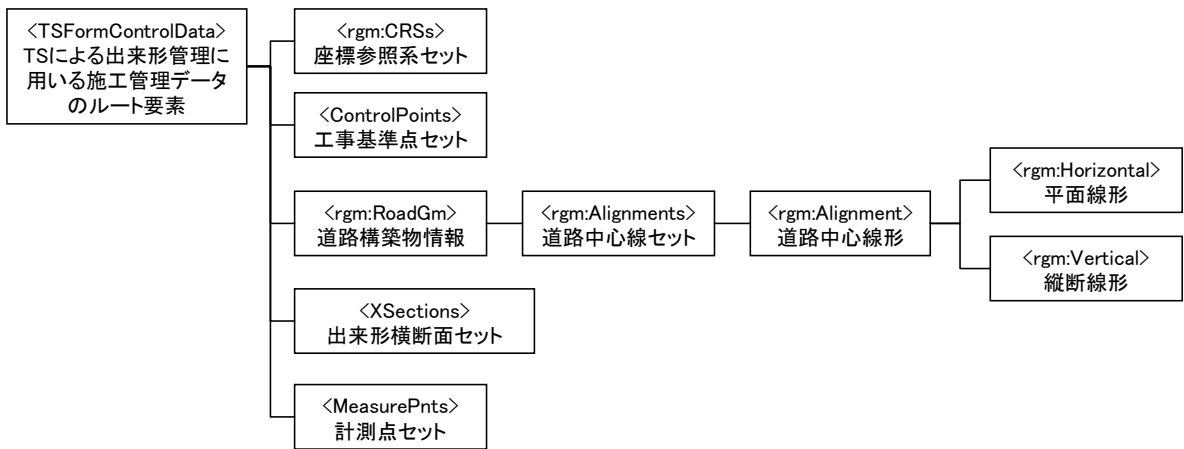 <TSFormControlData>
TSによる出来形管理に
用いる施工管理データ
のルート要素
<rgm:CRSs>
座標参照系セット
<ControlPoints>
工事基準点セット
<rgm:RoadGm>
道路構築物情報
<rgm:Alignments>
道路中心線セット
<rgm:Alignment>
道路中心線形
<rgm:Horizontal>
平面線形
<rgm:Vertical>
縦断線形
<XSections>
出来形横断面セット
<MeasurePnts>
計測点セット